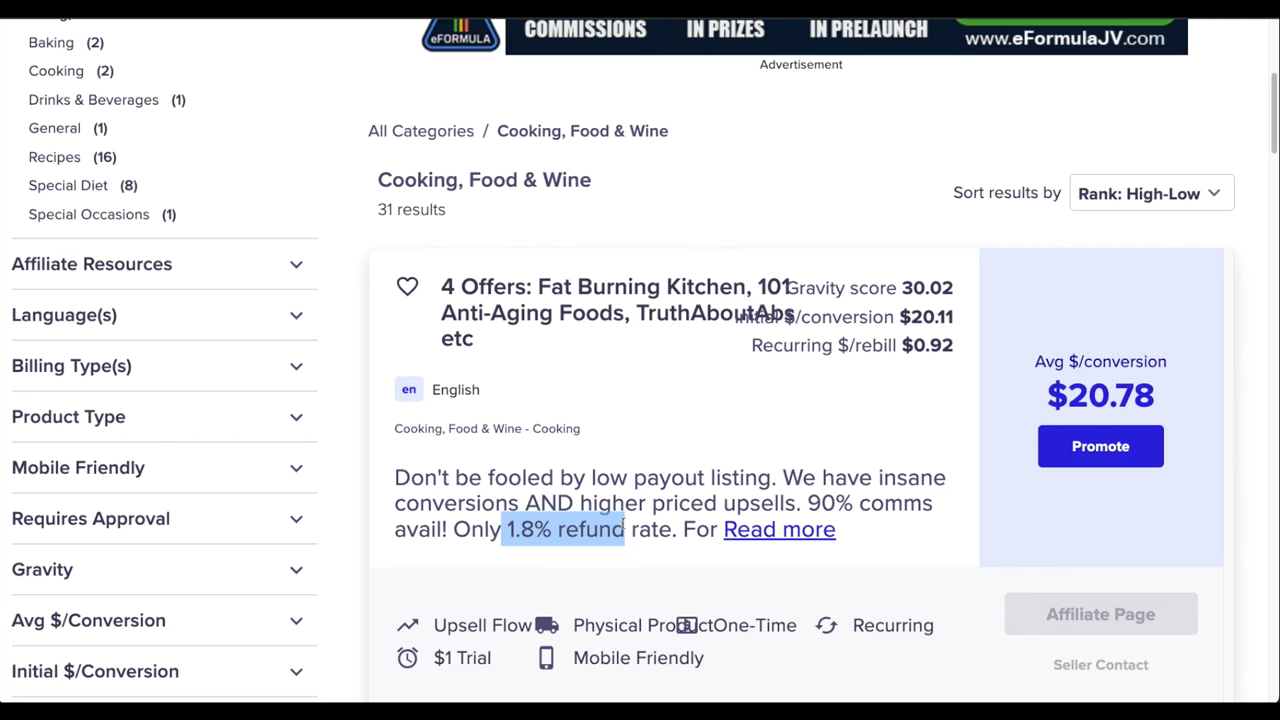 eFORMULA
COMMISSIONS
IN PRIZES
IN PRELAUNCH
www.eFormulaJV.com
Advertisement
Baking (2)
Cooking (2)
Drinks & Beverages (1)
General (1)
Recipes (16)
Special Diet (8)
Special Occasions (1)
Affiliate Resources
Language(s)
Billing Type(s)
Product Type
Mobile Friendly
Requires Approval
Gravity
Avg $/Conversion
Initial $/Conversion
All Categories / Cooking, Food & Wine
Cooking, Food & Wine
31 results
Sort results by Rank: High-Low
4 Offers: Fat Burning Kitchen, 101
Anti-Aging Foods, TruthAboutAbs
etc
Gravity score 30.02
Initial $/conversion $20.11
Recurring $/rebill $0.92
en English
Cooking, Food & Wine - Cooking
Don't be fooled by low payout listing. We have insane
conversions AND higher priced upsells. 90% comms
avail! Only 1.8% refund rate. For Read more
Avg $/conversion
$20.78
Promote
Upsell Flow Physical Product One-Time Recurring
$1 Trial Mobile Friendly
Affiliate Page
Seller Contact